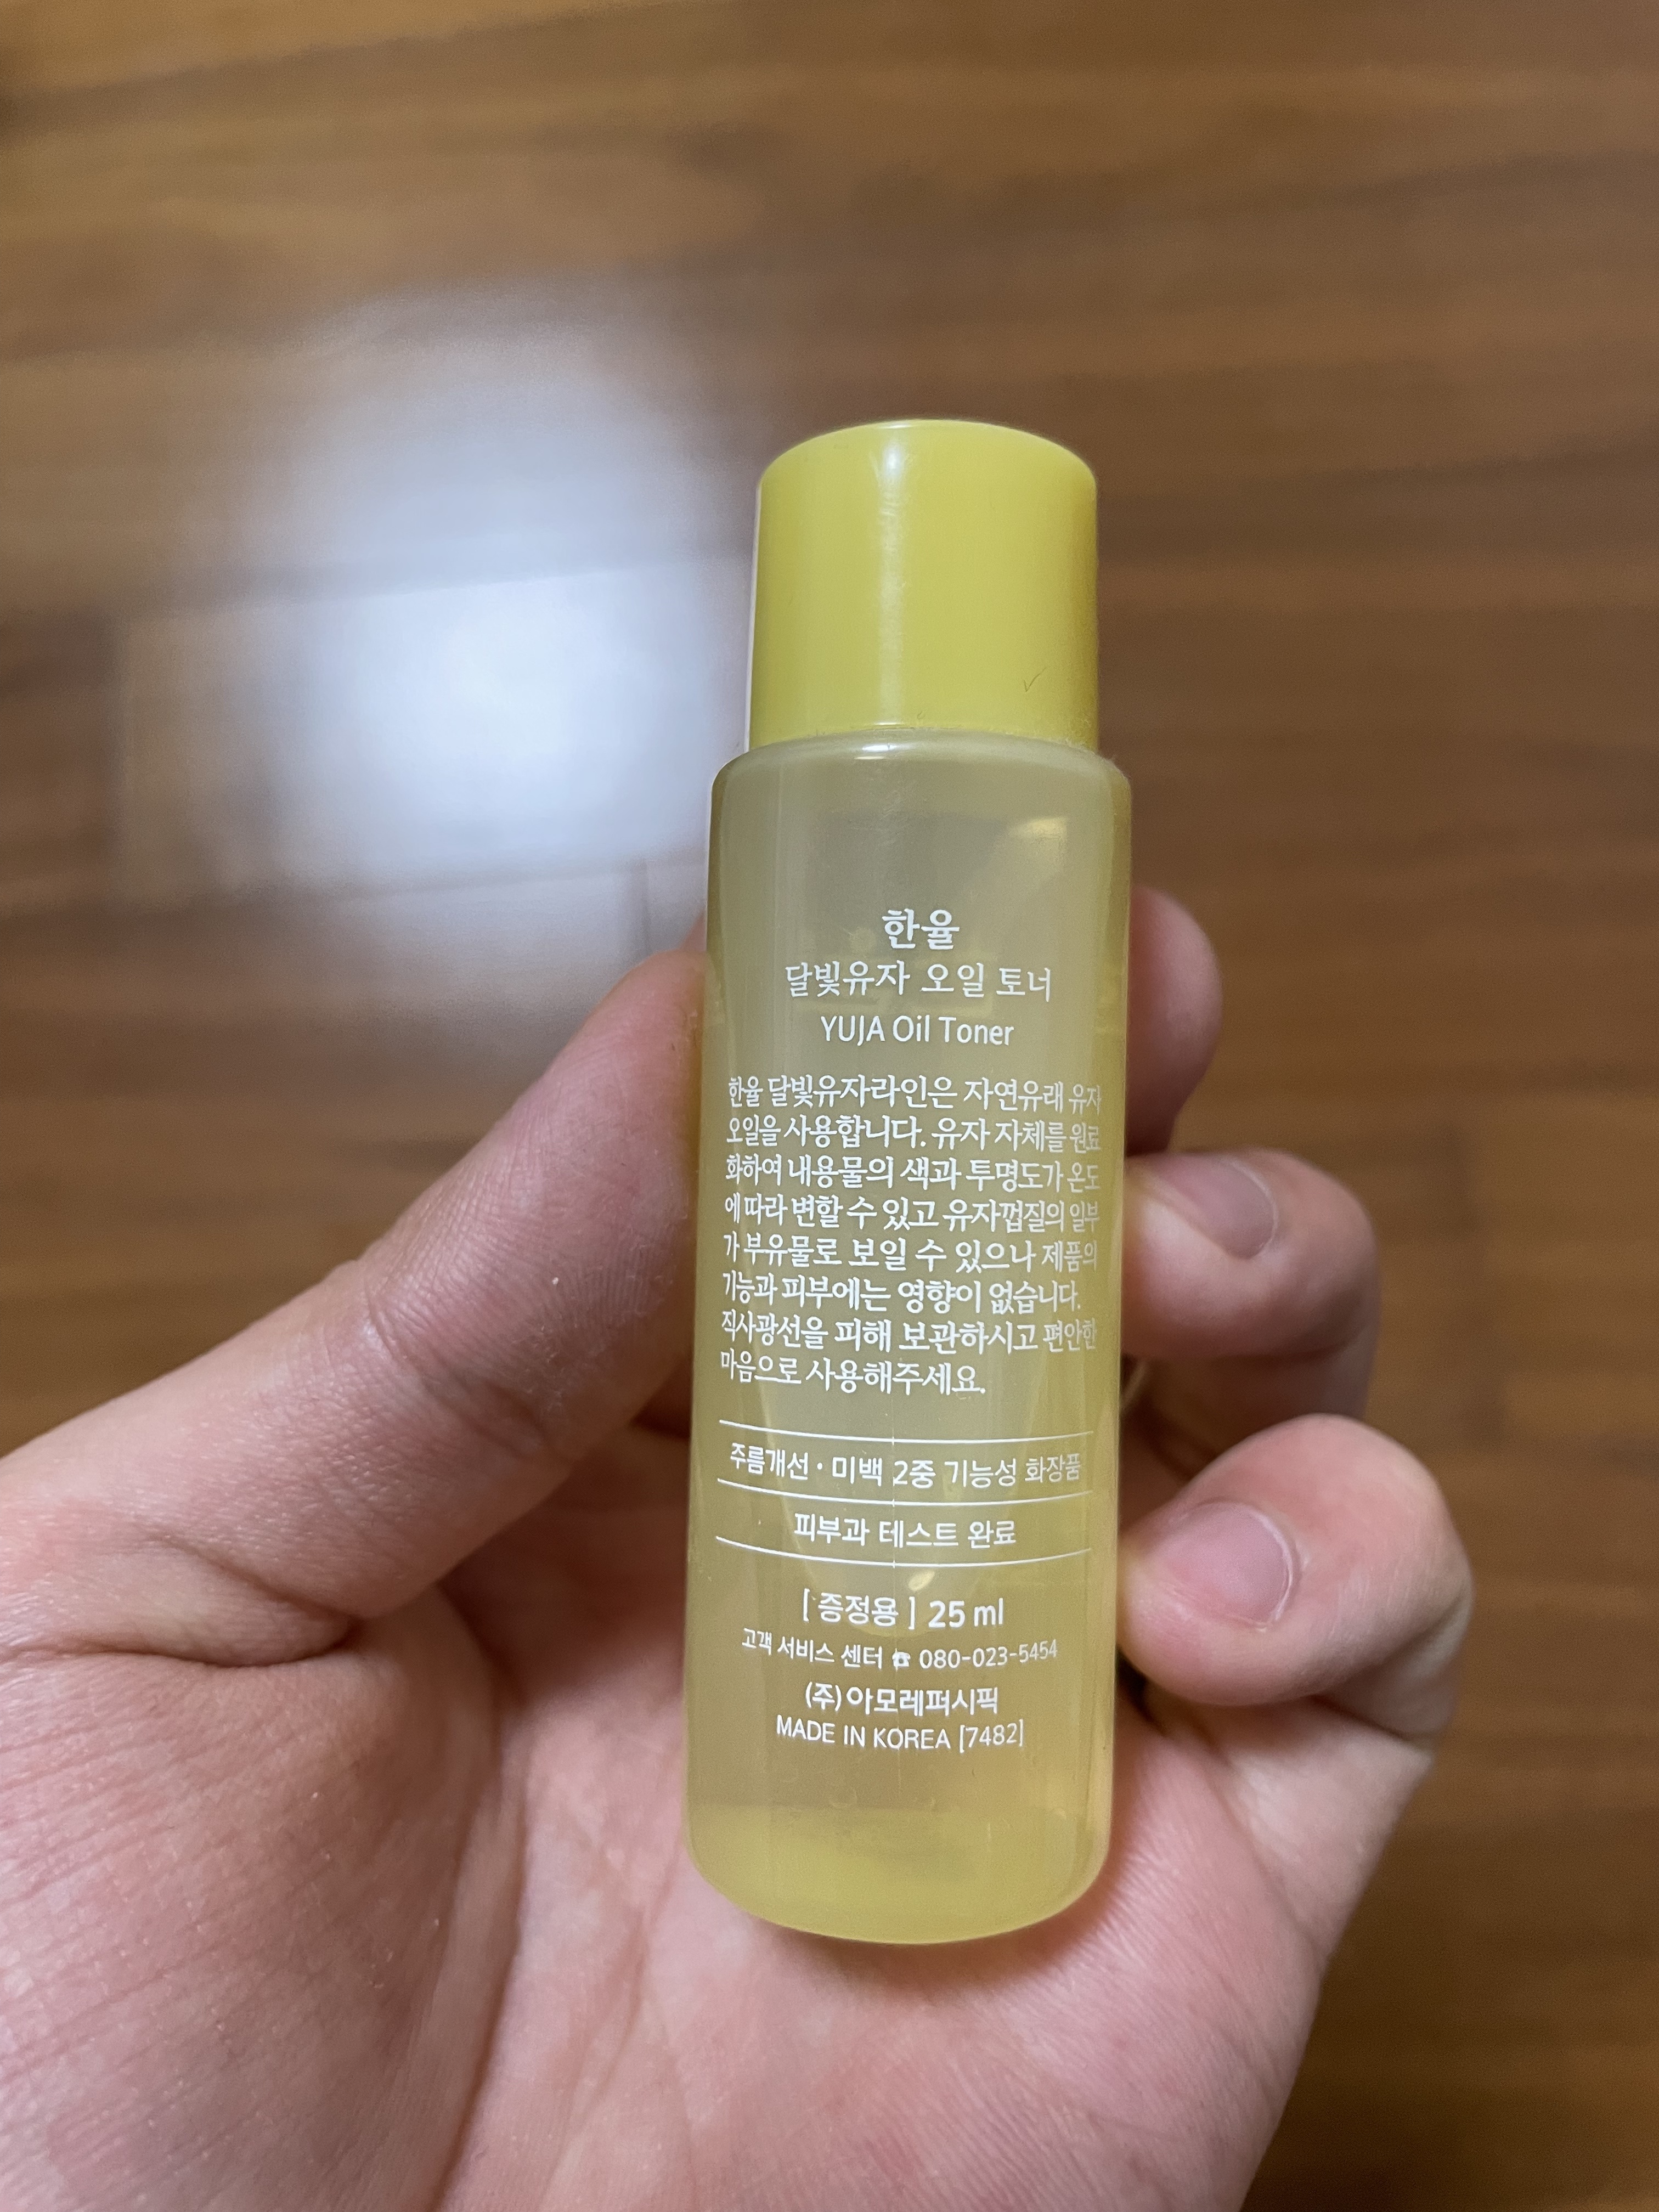 한율
달빛유자 오일 토너
YUJA Oil Toner
한율 달빛유자라인은 자연유래 유자
오일을 사용합니다. 유자 자체를 원료
화하여 내용물의 색과 투명도가 온도
에 따라 변할 수 있고 유자껍질의 일부
가 부유물로 보일 수 있으나 제품의
기능과 피부에는 영향이 없습니다.
직사광선을 피해 보관하시고 편안한
마음으로 사용해주세요.
주름개선 · 미백 2중 기능성 화장품
피부과 테스트 완료
[ 증정용 ] 25 ml
고객 서비스 센터 ☎ 080-023-5454
(주)아모레퍼시픽
MADE IN KOREA [7482]